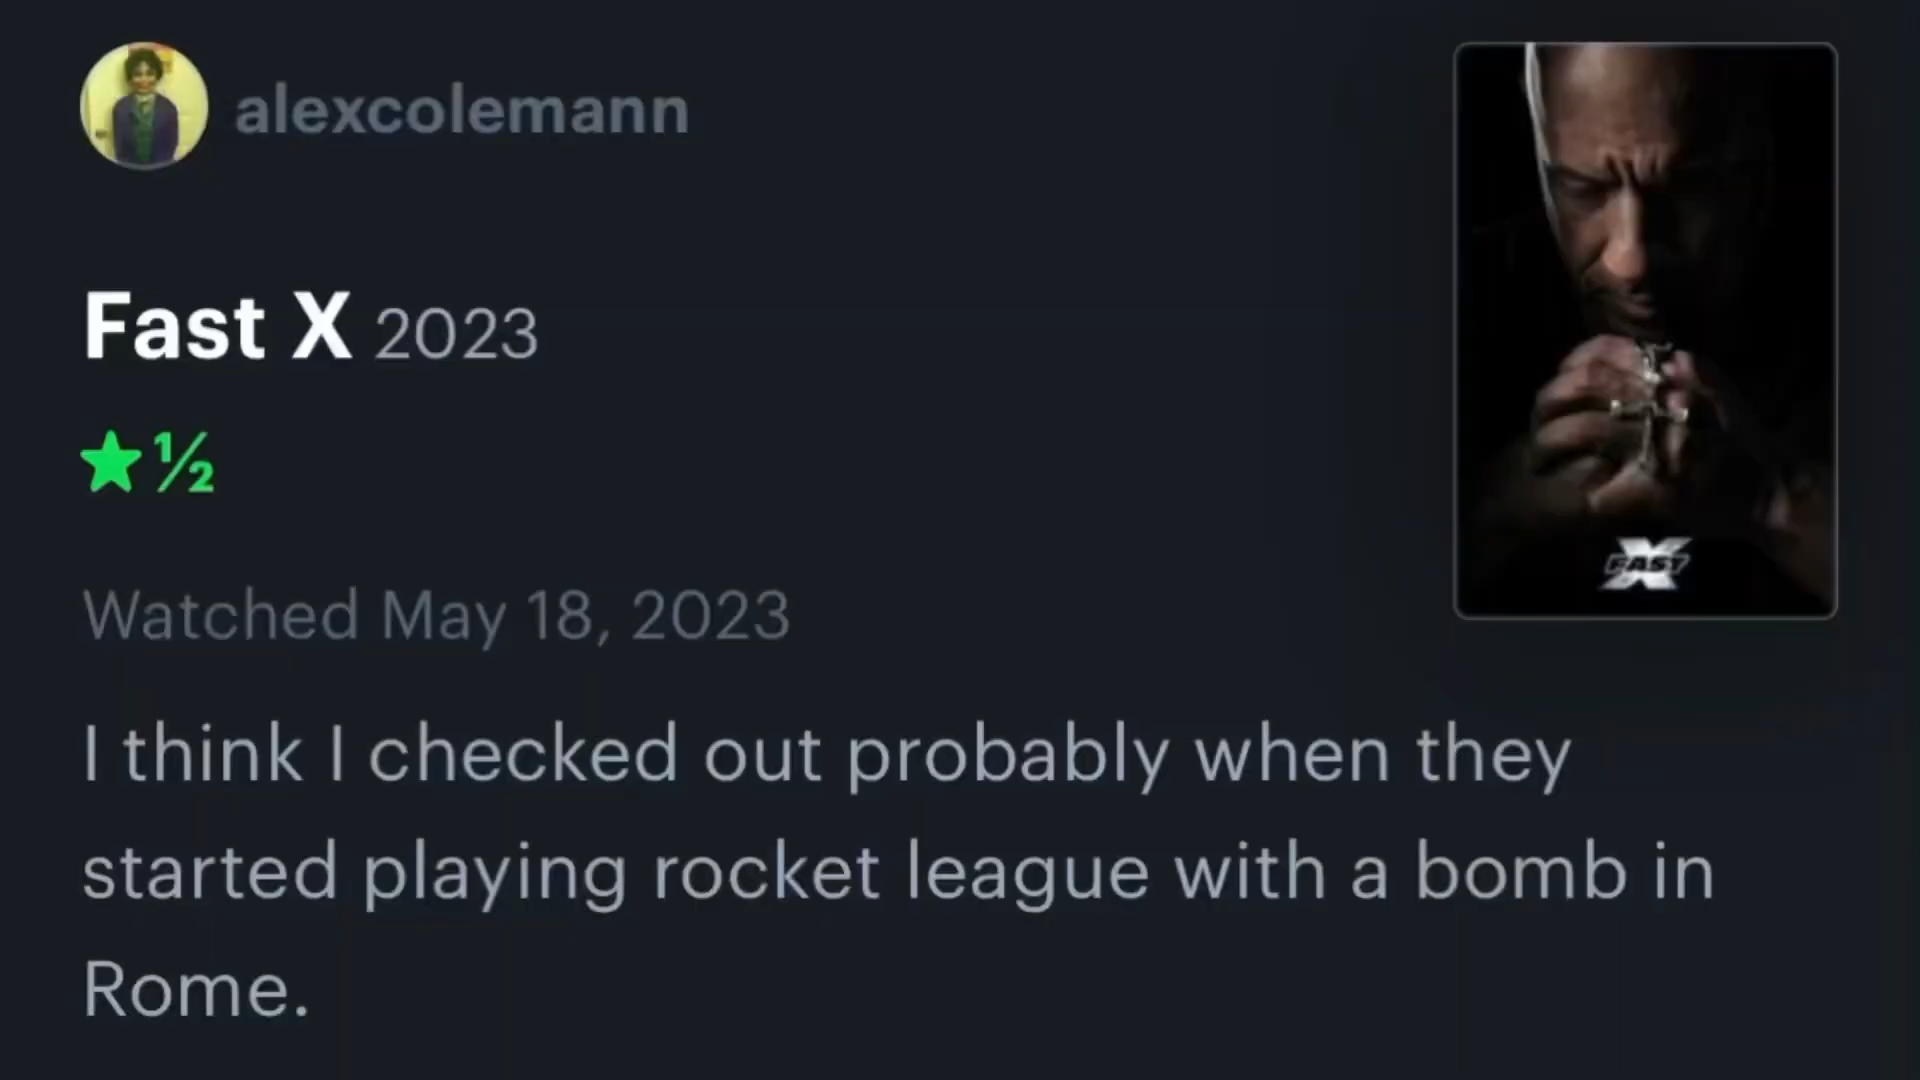 alexcolemann
Fast X 2023
★½
Watched May 18, 2023
I think I checked out probably when they
started playing rocket league with a bomb in
Rome.
FAST X